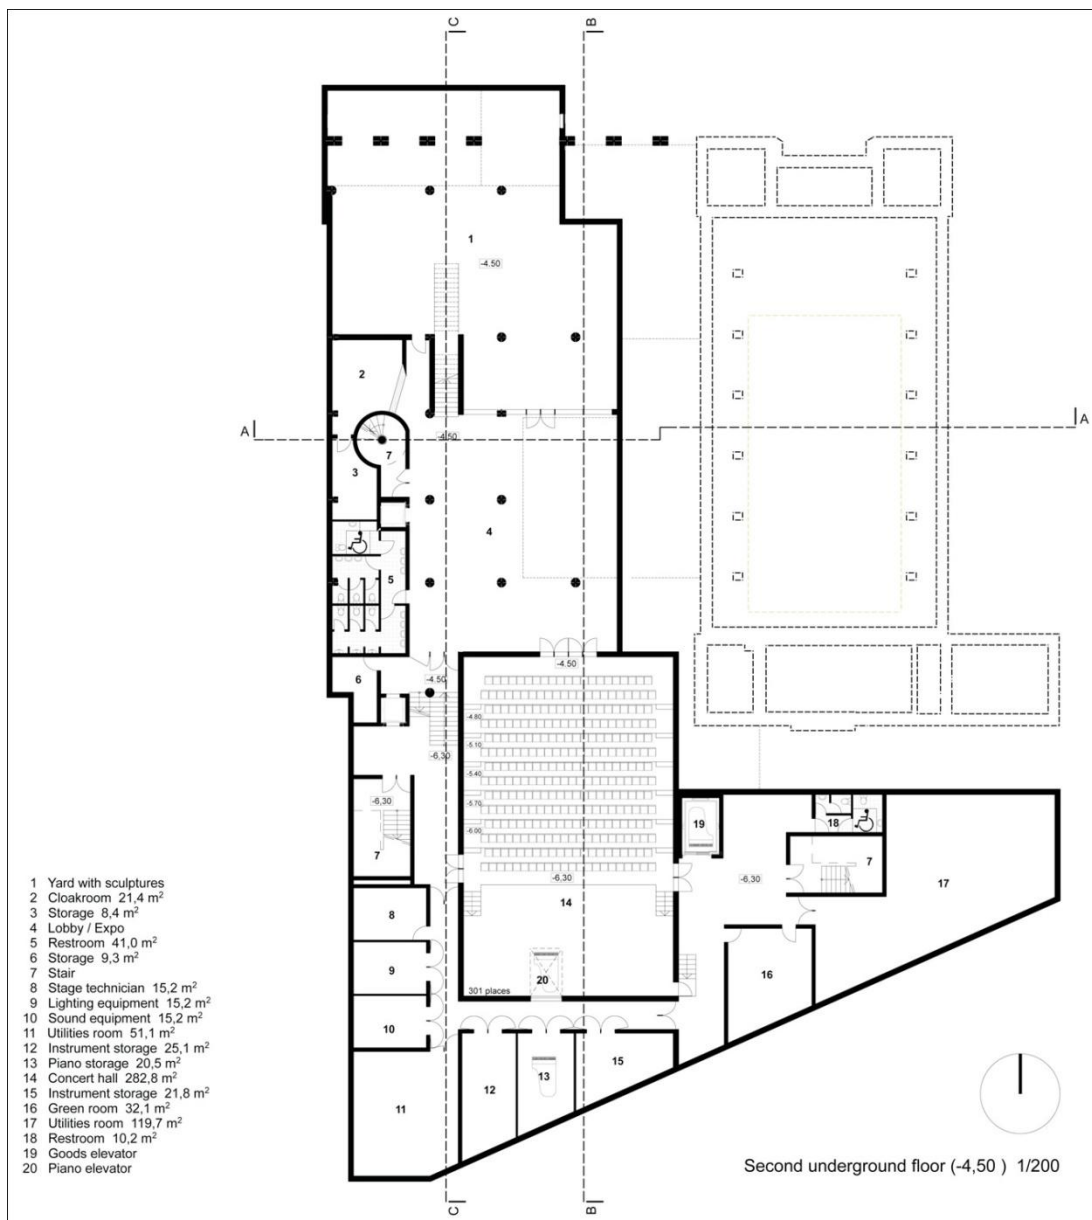 C
B
1
-4.50
2
A
A
-4.50
7
3
4
5
-4.50
6
-4.50
-4.80
-5.10
-6,30
-5.40
-6,30
-5.70
19
18
-6.00
7
7
-6,30
-6,30
17
14
8
9
16
20
301 places
10
15
13
12
11
1 Yard with sculptures
2 Cloakroom 21,4 m²
3 Storage 8,4 m²
4 Lobby / Expo
5 Restroom 41,0 m²
6 Storage 9,3 m²
7 Stair
8 Stage technician 15,2 m²
9 Lighting equipment 15,2 m²
10 Sound equipment 15,2 m²
11 Utilities room 51,1 m²
12 Instrument storage 25,1 m²
13 Piano storage 20,5 m²
14 Concert hall 282,8 m²
15 Instrument storage 21,8 m²
16 Green room 32,1 m²
17 Utilities room 119,7 m²
18 Restroom 10,2 m²
19 Goods elevator
20 Piano elevator
Second underground floor (-4,50 ) 1/200
C
B